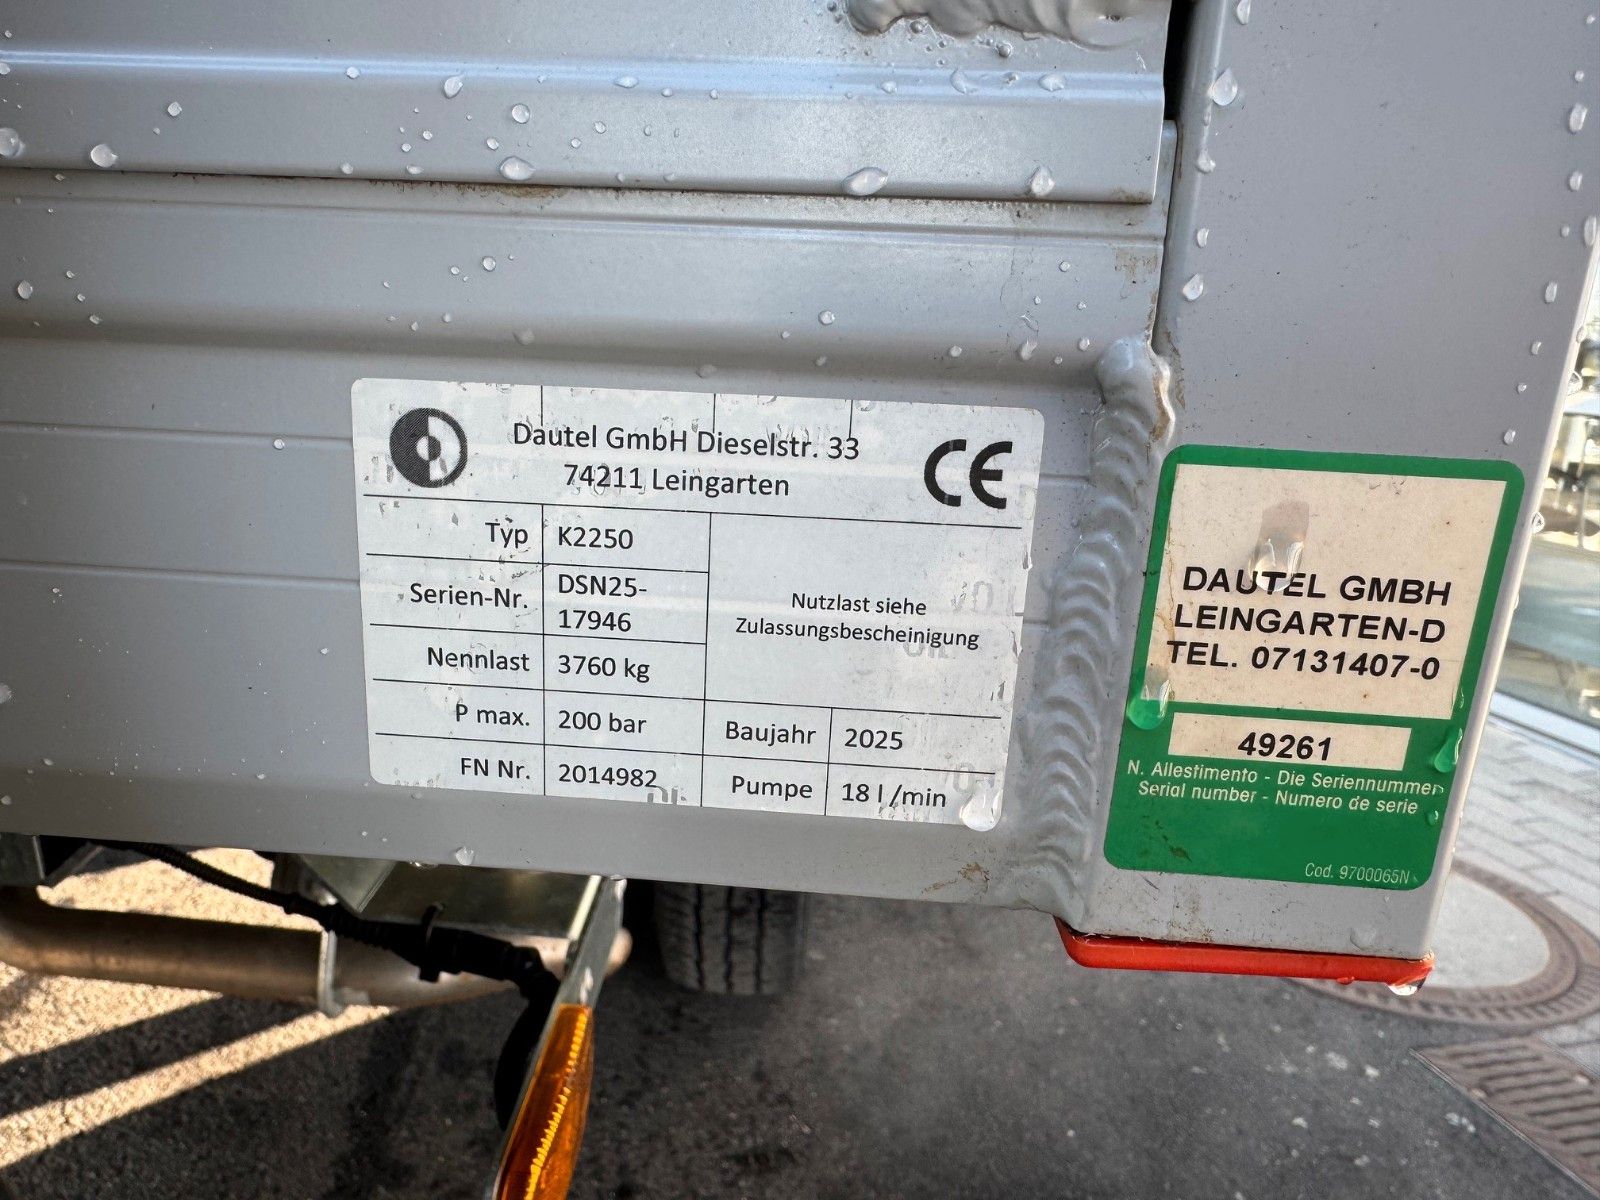 Dautel GmbH Dieselstr. 33
74211 Leingarten
CE
Typ K2250
Serien-Nr. DSN25-
17946
Nutzlast siehe
Zulassungsbescheinigung
Nennlast 3760 kg
P max. 200 bar
Baujahr 2025
FN Nr. 2014982
Pumpe 18 l /min
DAUTEL GMBH
LEINGARTEN-D
TEL. 07131407-0
49261
N. Allestimento - Die Seriennummer
Serial number - Numero de serie
Cod. 9700065N